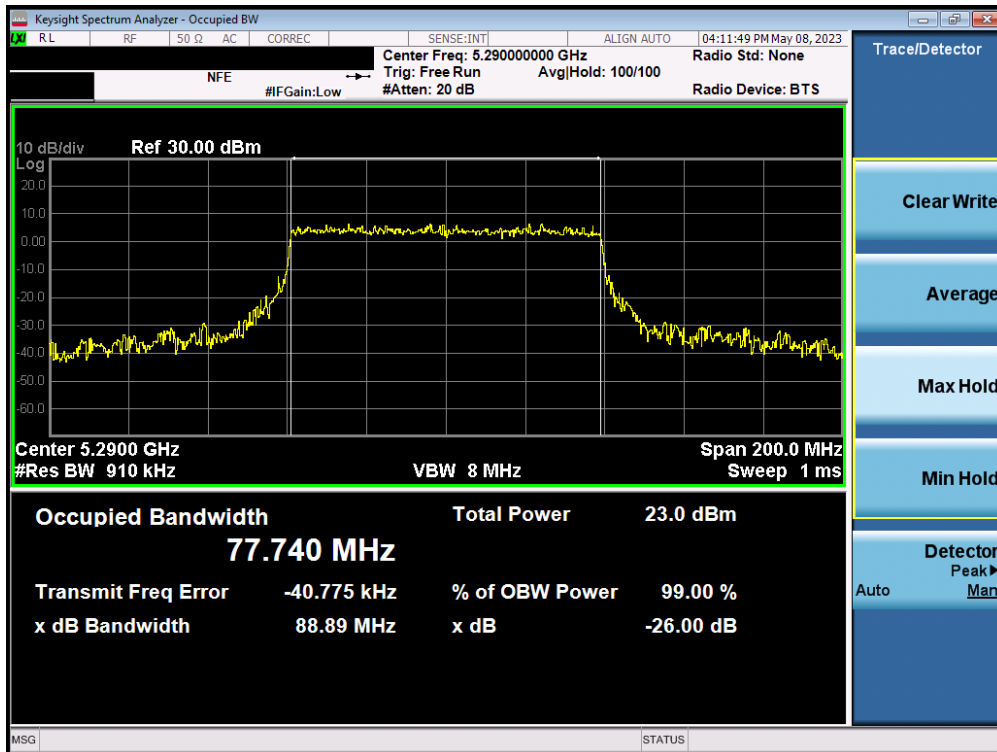 Keysight Spectrum Analyzer - Occupied BW
LXI RL RF 50 Ω AC CORREC SENSE:INT ALIGN AUTO 04:11:49 PM May 08, 2023
Center Freq: 5.290000000 GHz Radio Std: None
NFE Trig: Free Run Avg|Hold: 100/100
#IFGain:Low #Atten: 20 dB Radio Device: BTS
Trace/Detector
10 dB/div Ref 30.00 dBm
Log
20.0
10.0
0.00
-10.0
-20.0
-30.0
-40.0
-50.0
-60.0
Center 5.2900 GHz Span 200.0 MHz
#Res BW 910 kHz VBW 8 MHz Sweep 1 ms
Occupied Bandwidth Total Power 23.0 dBm
77.740 MHz
Transmit Freq Error -40.775 kHz % of OBW Power 99.00 %
x dB Bandwidth 88.89 MHz x dB -26.00 dB
Clear Write
Average
Max Hold
Min Hold
Detector
Peak▶
Auto Man
MSG STATUS